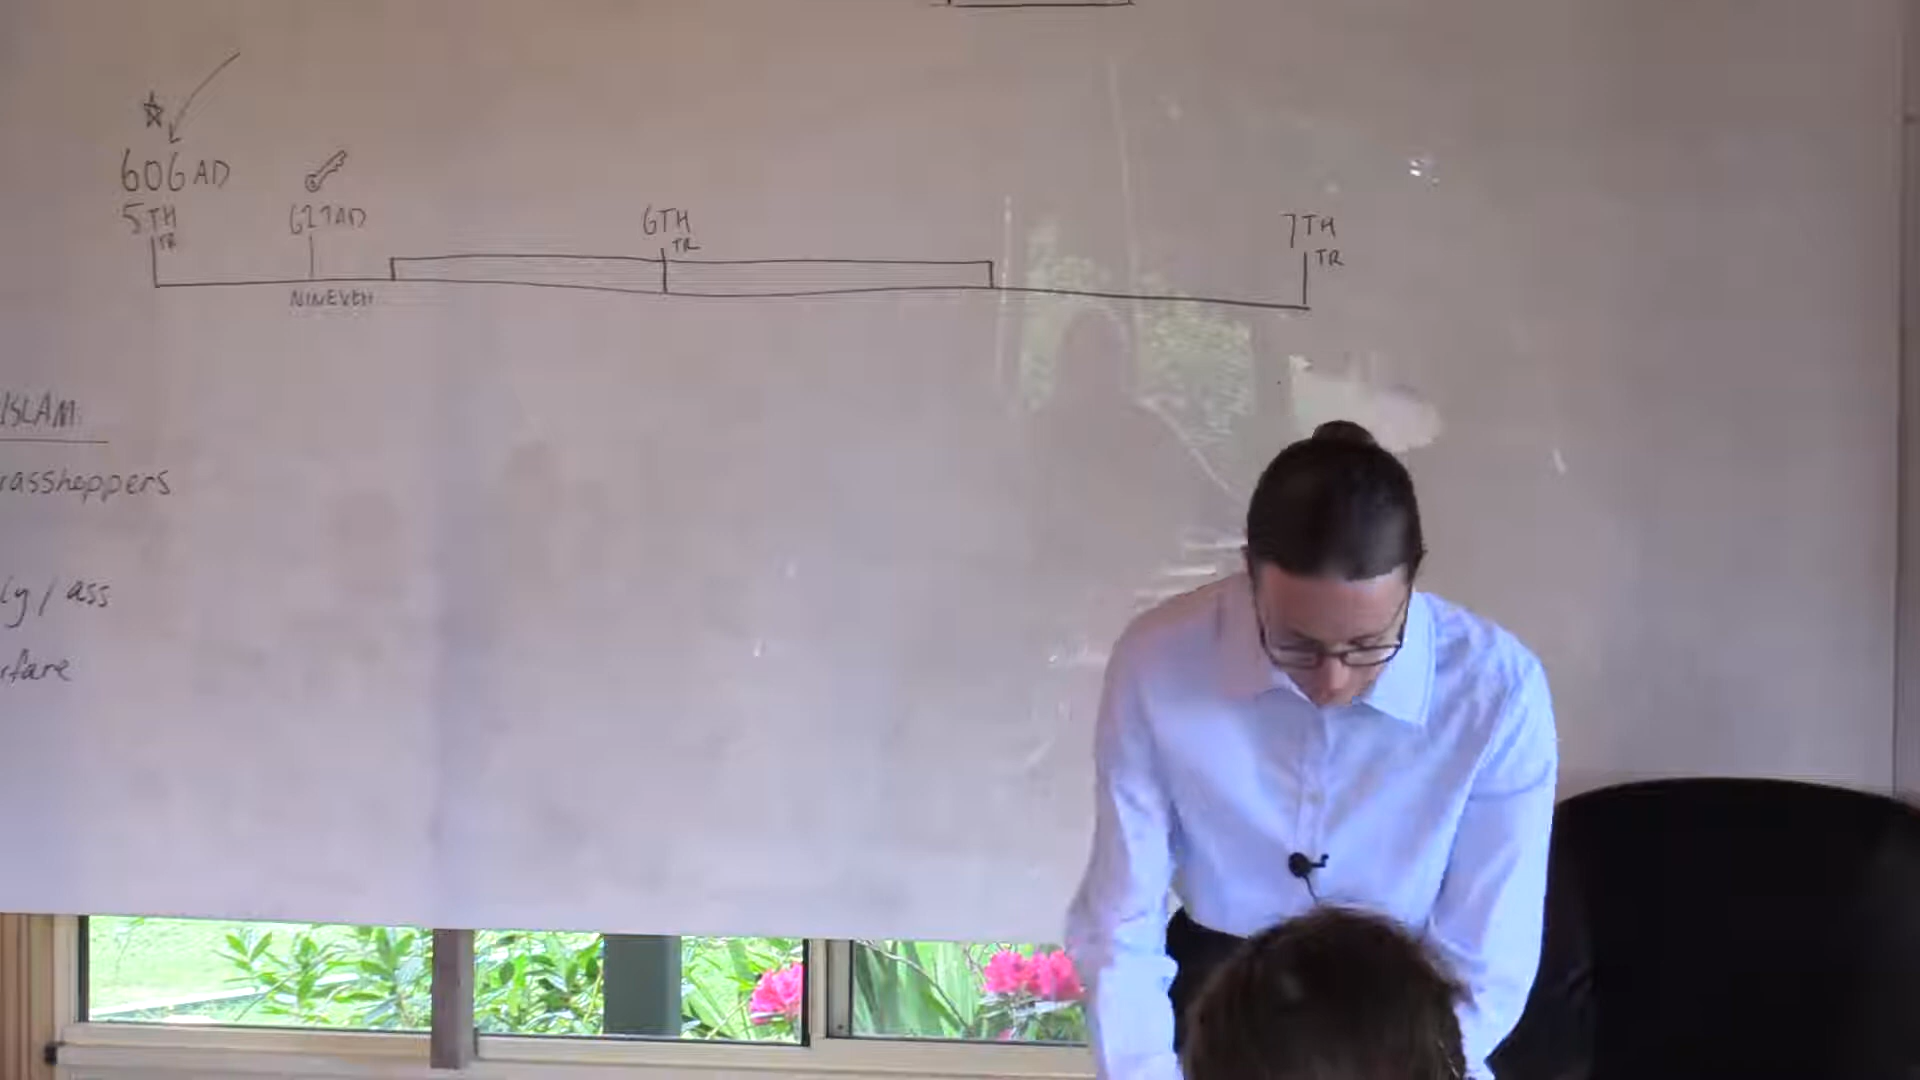 606 AD
5TH
TR
627AD
NINEVEH
6TH
TR
7TH
TR
ISLAM
rasshoppers
ly / ass
rfare